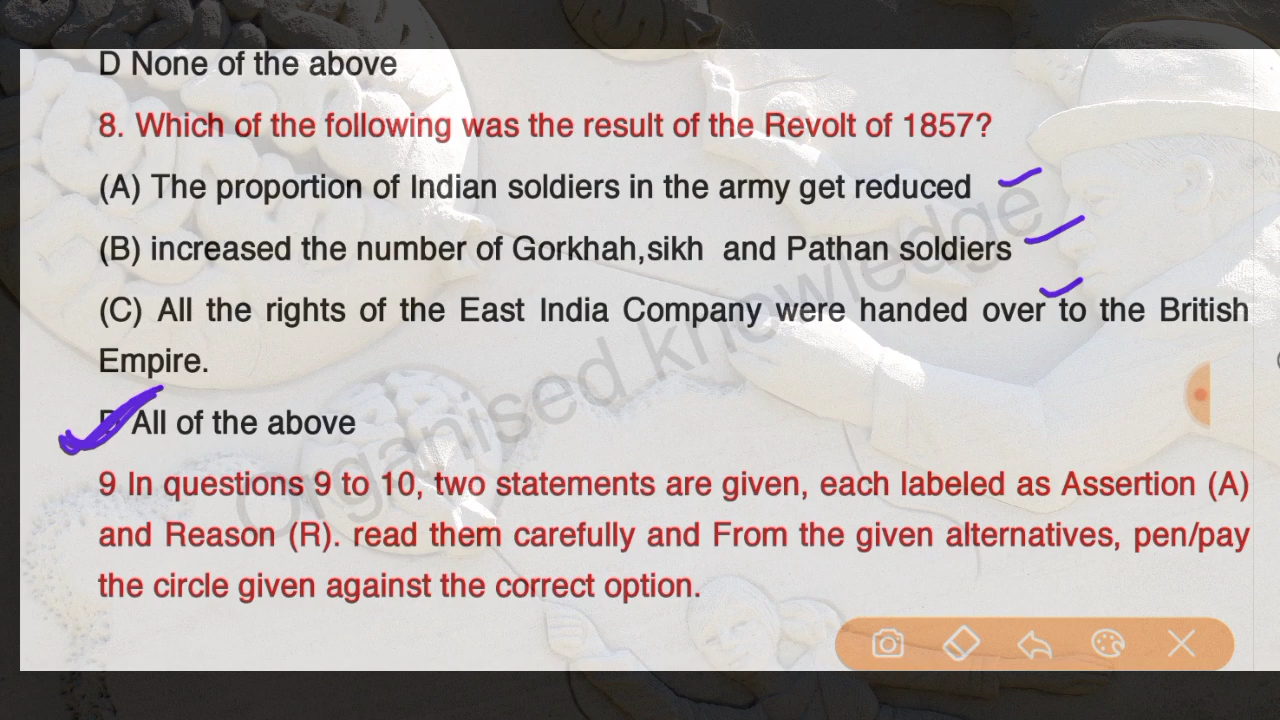 D None of the above
8. Which of the following was the result of the Revolt of 1857?
(A) The proportion of Indian soldiers in the army get reduced
(B) increased the number of Gorkhah,sikh and Pathan soldiers
(C) All the rights of the East India Company were handed over to the British
Empire.
D All of the above
9 In questions 9 to 10, two statements are given, each labeled as Assertion (A)
and Reason (R). read them carefully and From the given alternatives, pen/pay
the circle given against the correct option.
Organised knowledge